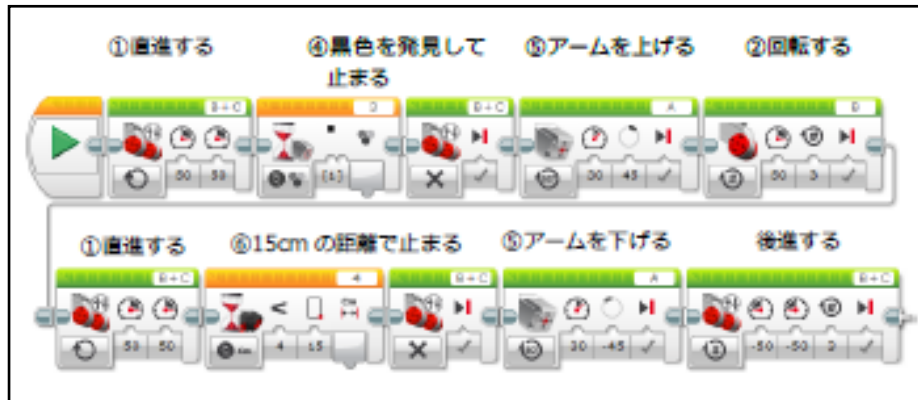 ①直進する
④黒色を発見して
止まる
⑤アームを上げる
②回転する
B+C
3
B+C
A
B
50 50
[1]
30 45
50 3
①直進する
⑥15cm の距離で止まる
⑤アームを下げる
後進する
B+C
4
B+C
A
B+C
<
50 50
4 15
30 -45
-50 -50 3